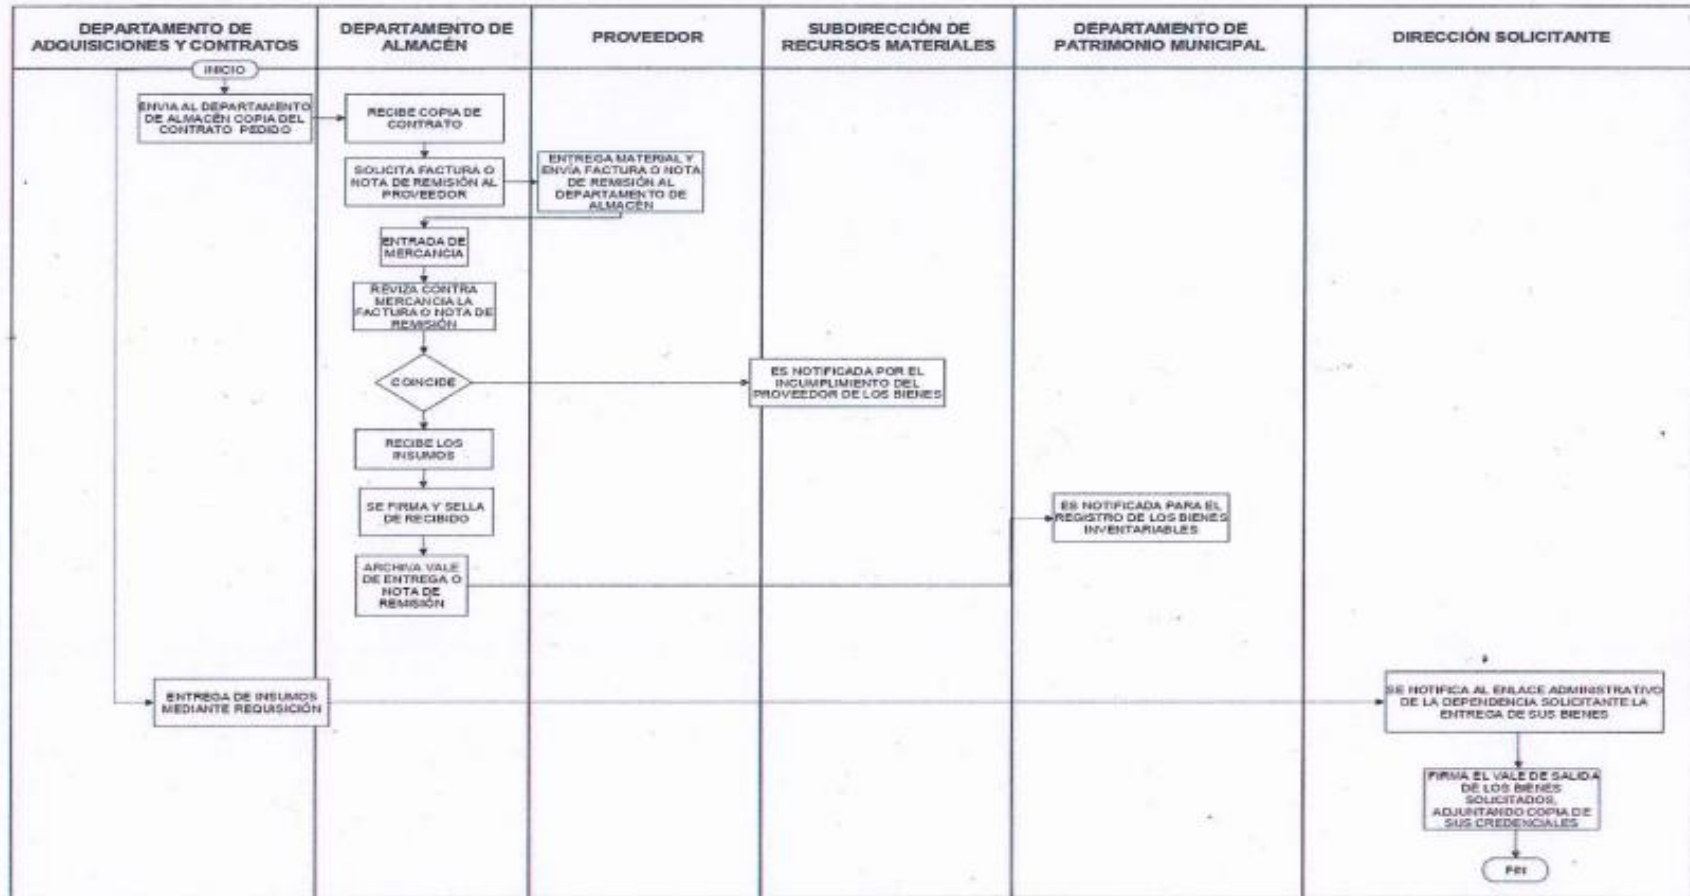 DEPARTAMENTO DE
ADQUISICIONES Y CONTRATOS
DEPARTAMENTO DE
ALMACÉN
PROVEEDOR
SUBDIRECCIÓN DE
RECURSOS MATERIALES
DEPARTAMENTO DE
PATRIMONIO MUNICIPAL
DIRECCIÓN SOLICITANTE
INICIO
ENVIA AL DEPARTAMENTO
DE ALMACÉN COPIA DEL
CONTRATO PEDIDO
RECIBE COPIA DE
CONTRATO
SOLICITA FACTURA O
NOTA DE REMISIÓN AL
PROVEEDOR
ENTREGA MATERIAL Y
ENVÍA FACTURA O NOTA
DE REMISIÓN AL
DEPARTAMENTO DE
ALMACÉN
ENTRADA DE
MERCANCIA
REVIZA CONTRA
MERCANCIA LA
FACTURA O NOTA DE
REMISIÓN
COINCIDE
ES NOTIFICADA POR EL
INCUMPLIMIENTO DEL
PROVEEDOR DE LOS BIENES
RECIBE LOS
INSUMOS
SE FIRMA Y SELLA
DE RECIBIDO
ES NOTIFICADA PARA EL
REGISTRO DE LOS BIENES
INVENTARIABLES
ARCHIVA VALE
DE ENTREGA O
NOTA DE
REMISIÓN
ENTREGA DE INSUMOS
MEDIANTE REQUISICIÓN
SE NOTIFICA AL ENLACE ADMINISTRATIVO
DE LA DEPENDENCIA SOLICITANTE LA
ENTREGA DE SUS BIENES
FIRMA EL VALE DE SALIDA
DE LOS BIENES
SOLICITADOS,
ADJUNTANDO COPIA DE
SUS CREDENCIALES
FIN